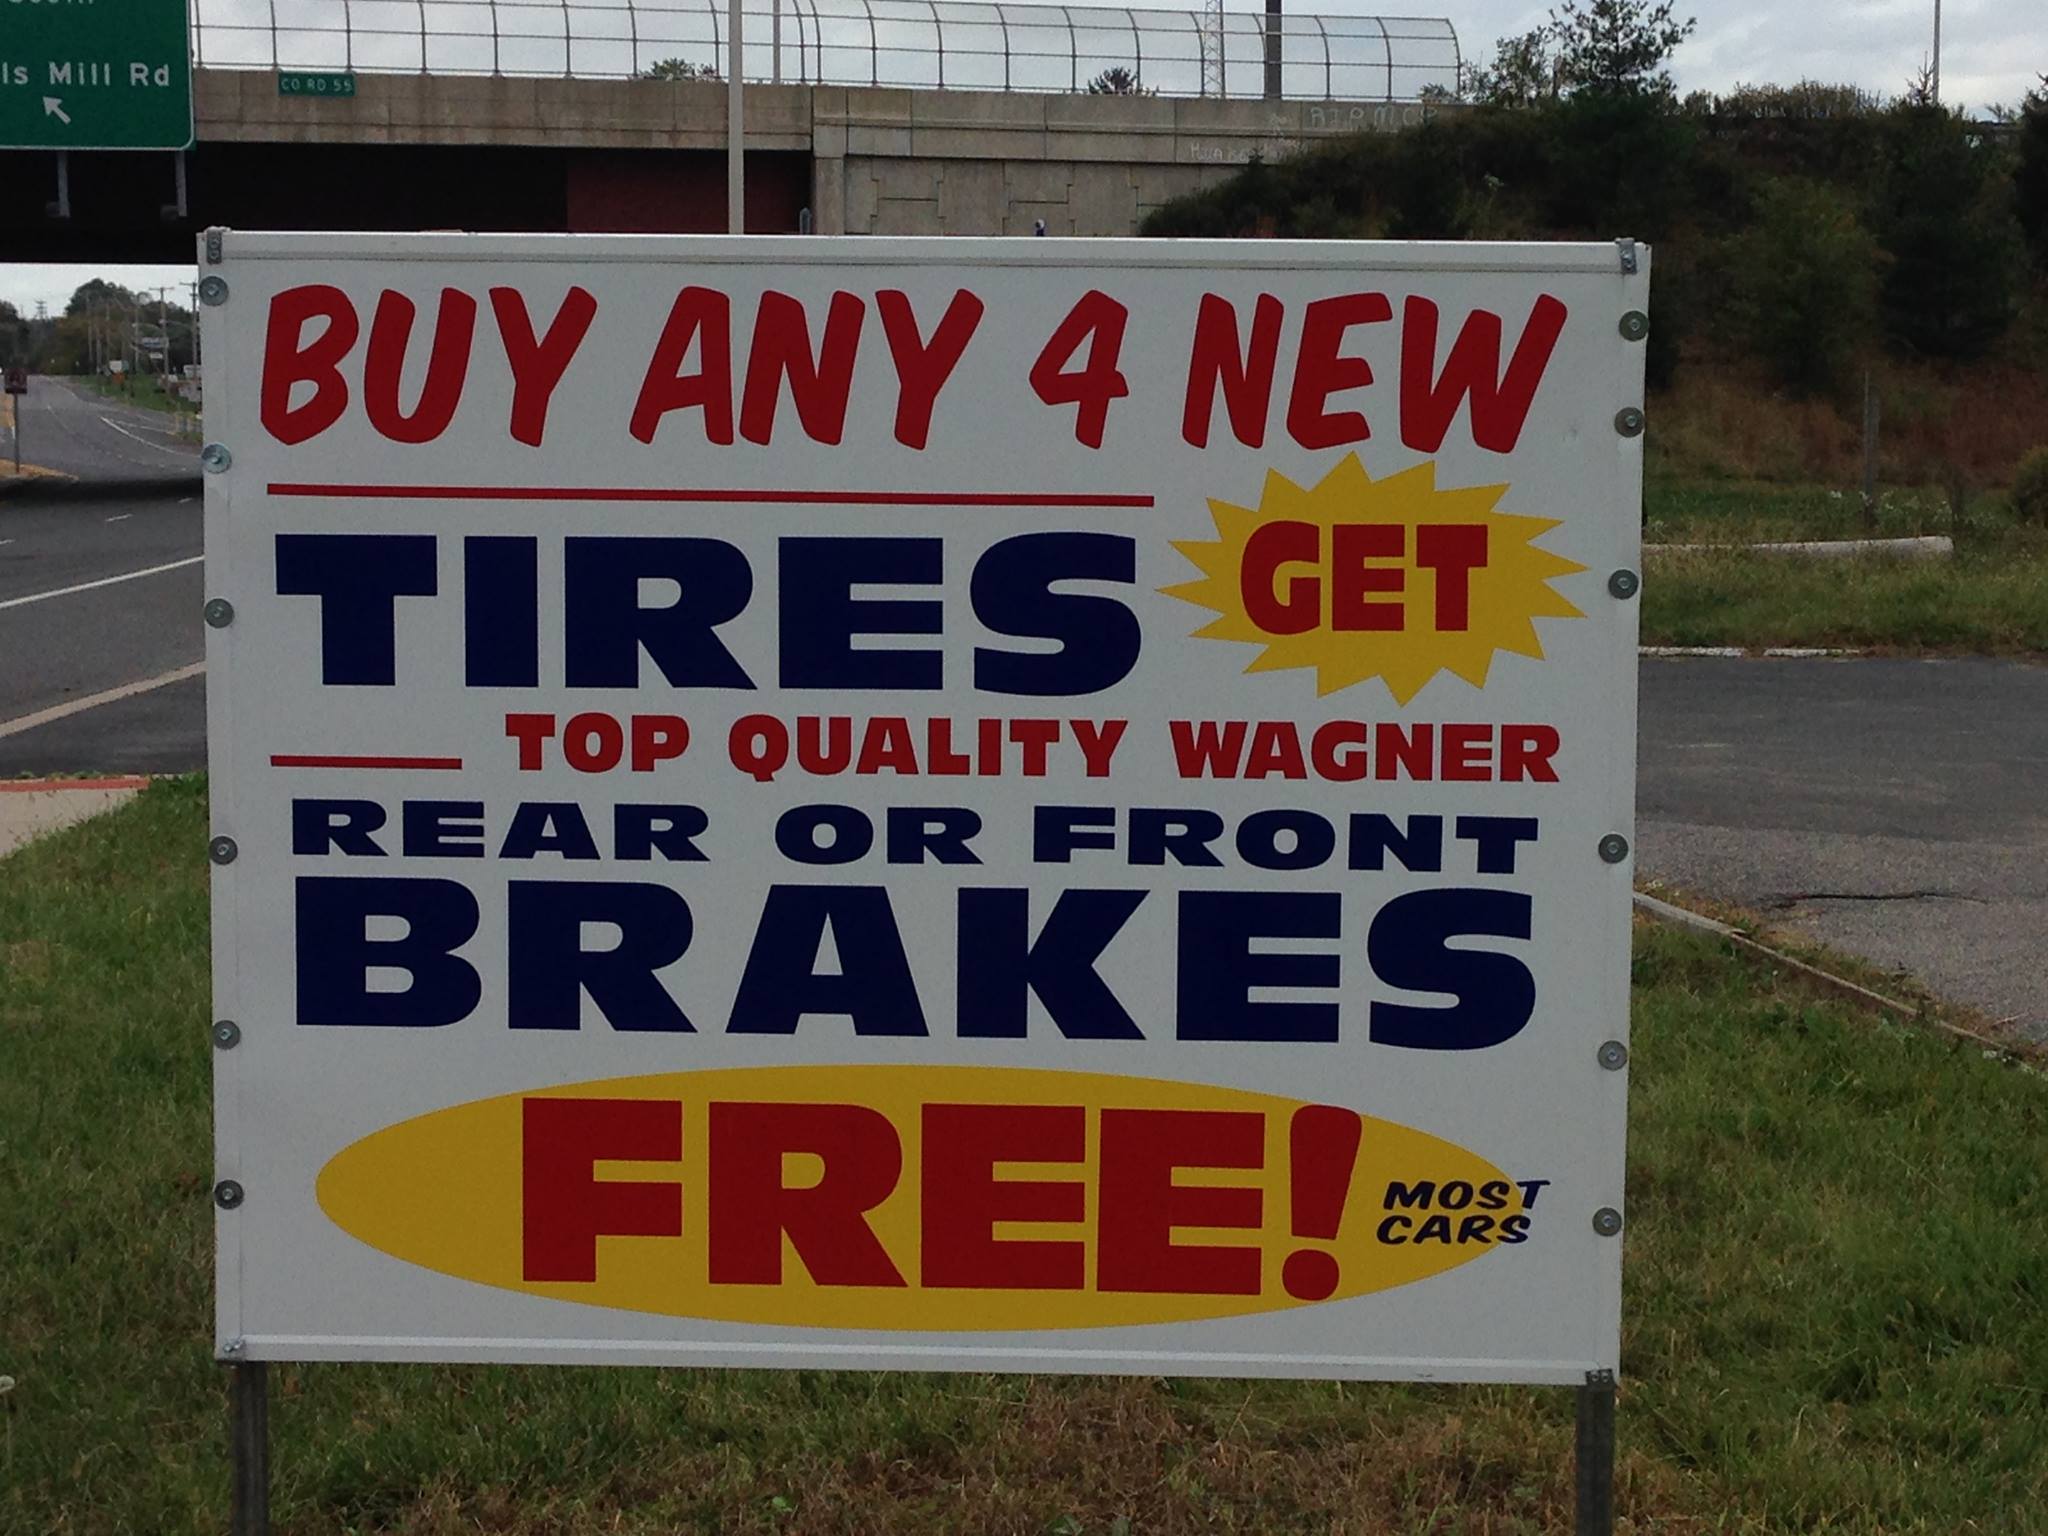 ls Mill Rd
CO RD 55
BUY ANY 4 NEW
TIRES GET
TOP QUALITY WAGNER
REAR OR FRONT
BRAKES
FREE!
MOST
CARS